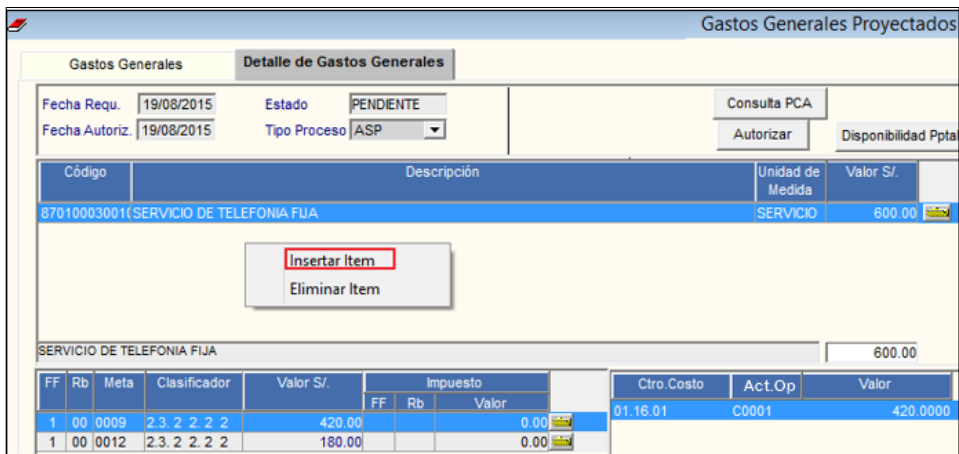 Gastos Generales Proyectados
Gastos Generales Detalle de Gastos Generales
Fecha Requ. 19/08/2015 Estado PENDIENTE Consulta PCA
Fecha Autoriz. 19/08/2015 Tipo Proceso ASP Autorizar Disponibilidad Pptal
Código Descripción Unidad de Medida Valor S/.
870100030010 SERVICIO DE TELEFONIA FIJA SERVICIO 600.00
Insertar Item
Eliminar Item
SERVICIO DE TELEFONIA FIJA 600.00
FF Rb Meta Clasificador Valor S/. Impuesto Ctro.Costo Act.Op Valor
FF Rb Valor
1 00 0009 2.3. 2 2. 2 2 420.00 0.00 01.16.01 C0001 420.0000
1 00 0012 2.3. 2 2. 2 2 180.00 0.00